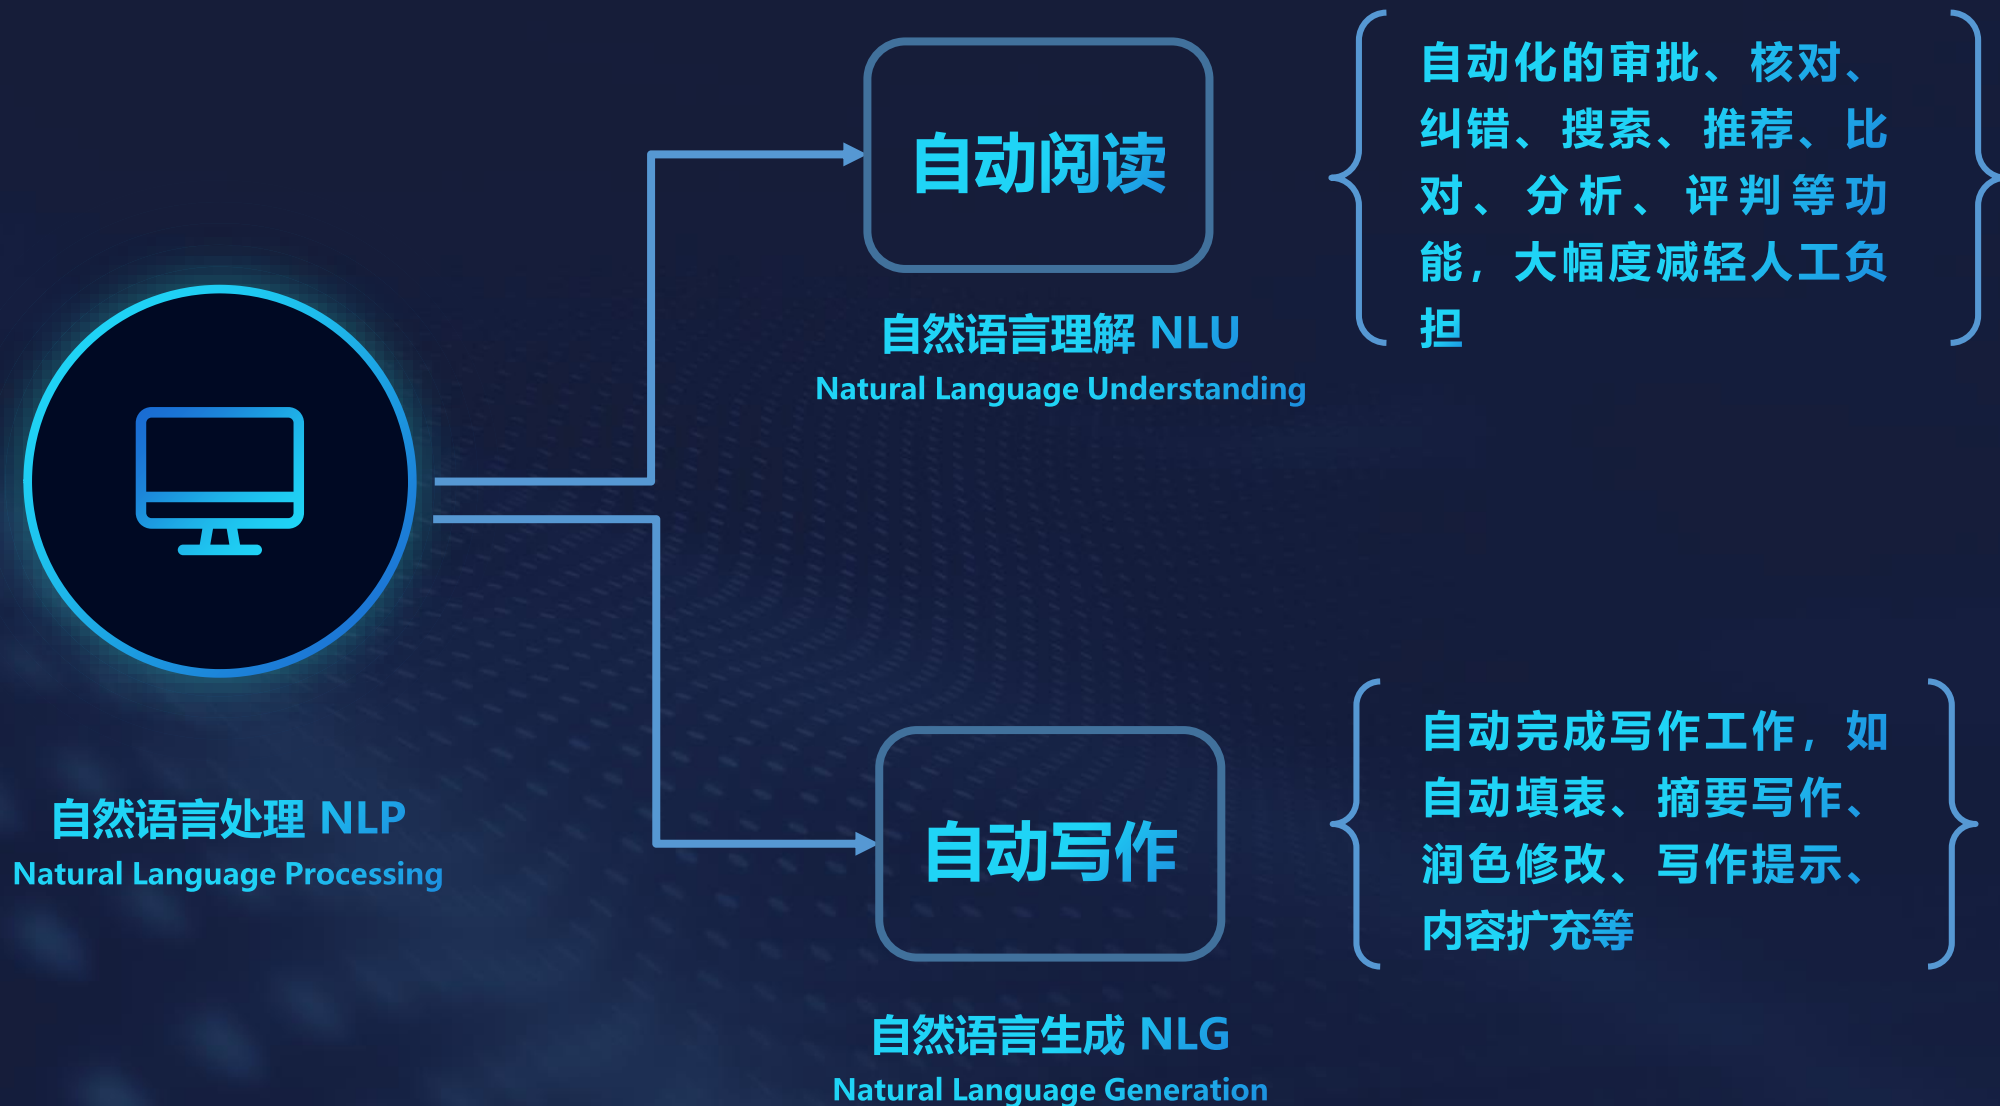 自动阅读
自然语言理解 NLU
Natural Language Understanding
自动化的审批、核对、
纠错、搜索、推荐、比
对、分析、评判等功
能，大幅度减轻人工负
担
自然语言处理 NLP
Natural Language Processing
自动写作
自然语言生成 NLG
Natural Language Generation
自动完成写作工作，如
自动填表、摘要写作、
润色修改、写作提示、
内容扩充等